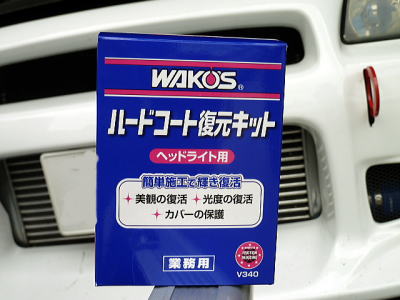 WAKO'S®
ハードコート復元キット
ヘッドライト用
簡単施工で輝き復活
✦美観の復活 ✦光度の復活
✦カバーの保護
業務用
V340